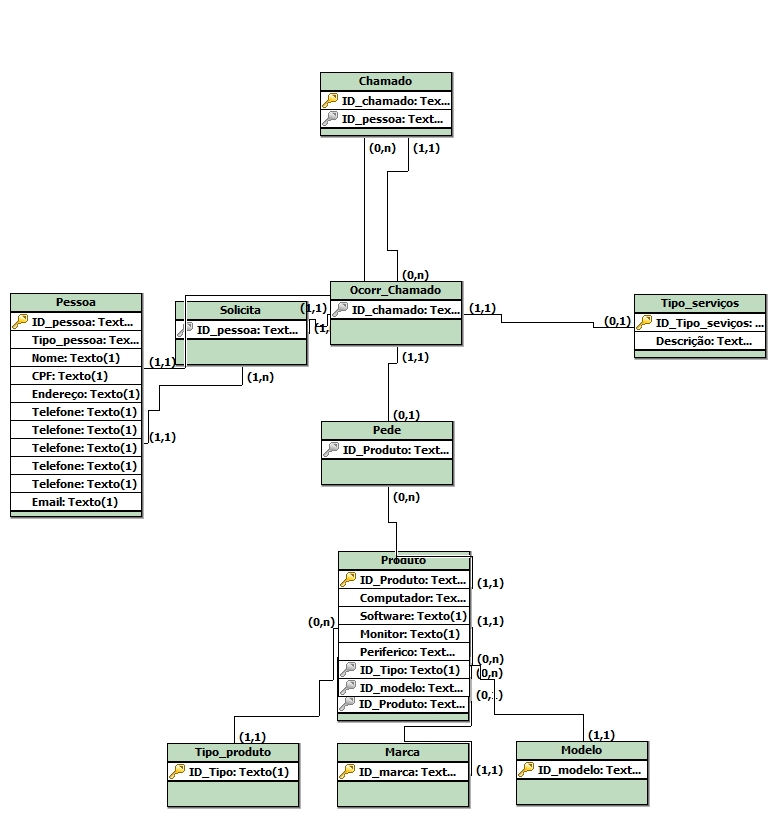 Chamado
ID_chamado: Tex...
ID_pessoa: Text...
(0,n)
(1,1)
(0,n)
Pessoa
ID_pessoa: Text...
Tipo_pessoa: Tex...
Nome: Texto(1)
CPF: Texto(1)
Endereço: Texto(1)
Telefone: Texto(1)
Telefone: Texto(1)
Telefone: Texto(1)
Telefone: Texto(1)
Telefone: Texto(1)
Email: Texto(1)
(1,1)
(1,1)
Solicita
ID_pessoa: Text...
(1,n)
(1,1)
Ocorr_Chamado
ID_chamado: Tex...
(1,1)
(0,1)
Tipo_serviços
ID_Tipo_seviços: ...
Descrição: Text...
(1,1)
(0,1)
Pede
ID_Produto: Text...
(0,n)
Produto
ID_Produto: Text...
Computador: Tex...
Software: Texto(1)
Monitor: Texto(1)
Periferico: Text...
ID_Tipo: Texto(1)
ID_modelo: Text...
ID_Produto: Text...
(1,1)
(1,1)
(0,n)
(0,n)
(0,n)
(1,1)
Tipo_produto
ID_Tipo: Texto(1)
Marca
ID_marca: Text...
(1,1)
(1,1)
Modelo
ID_modelo: Text...